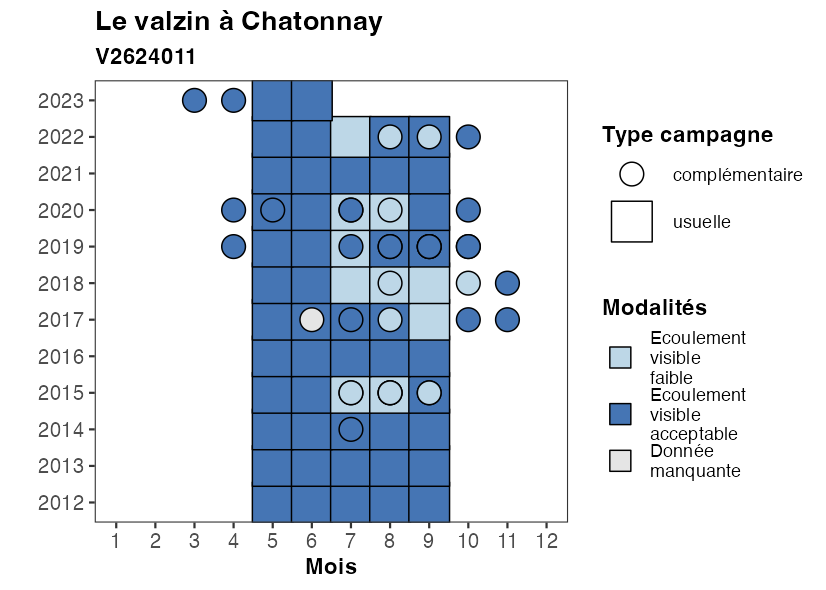 Le valzin à Chatonnay
V2624011
2023
2022
2021
2020
2019
2018
2017
2016
2015
2014
2013
2012
1 2 3 4 5 6 7 8 9 10 11 12
Mois
Type campagne
complémentaire
usuelle
Modalités
Ecoulement
visible
faible
Ecoulement
visible
acceptable
Donnée
manquante